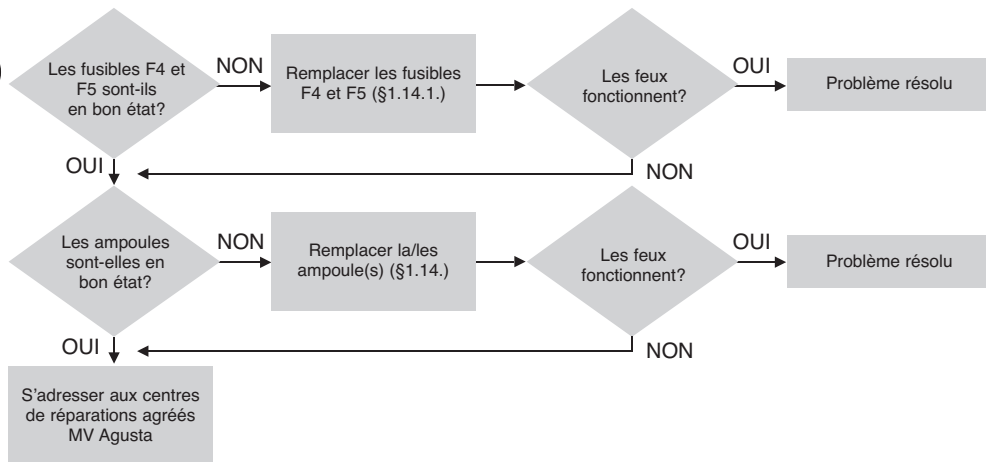 Les fusibles F4 et
F5 sont-ils
en bon état?
NON
Remplacer les fusibles
F4 et F5 (§1.14.1.)
Les feux
fonctionnent?
OUI
Problème résolu
OUI
NON
Les ampoules
sont-elles en
bon état?
NON
Remplacer la/les
ampoule(s) (§1.14.)
Les feux
fonctionnent?
OUI
Problème résolu
OUI
NON
S'adresser aux centres
de réparations agréés
MV Agusta